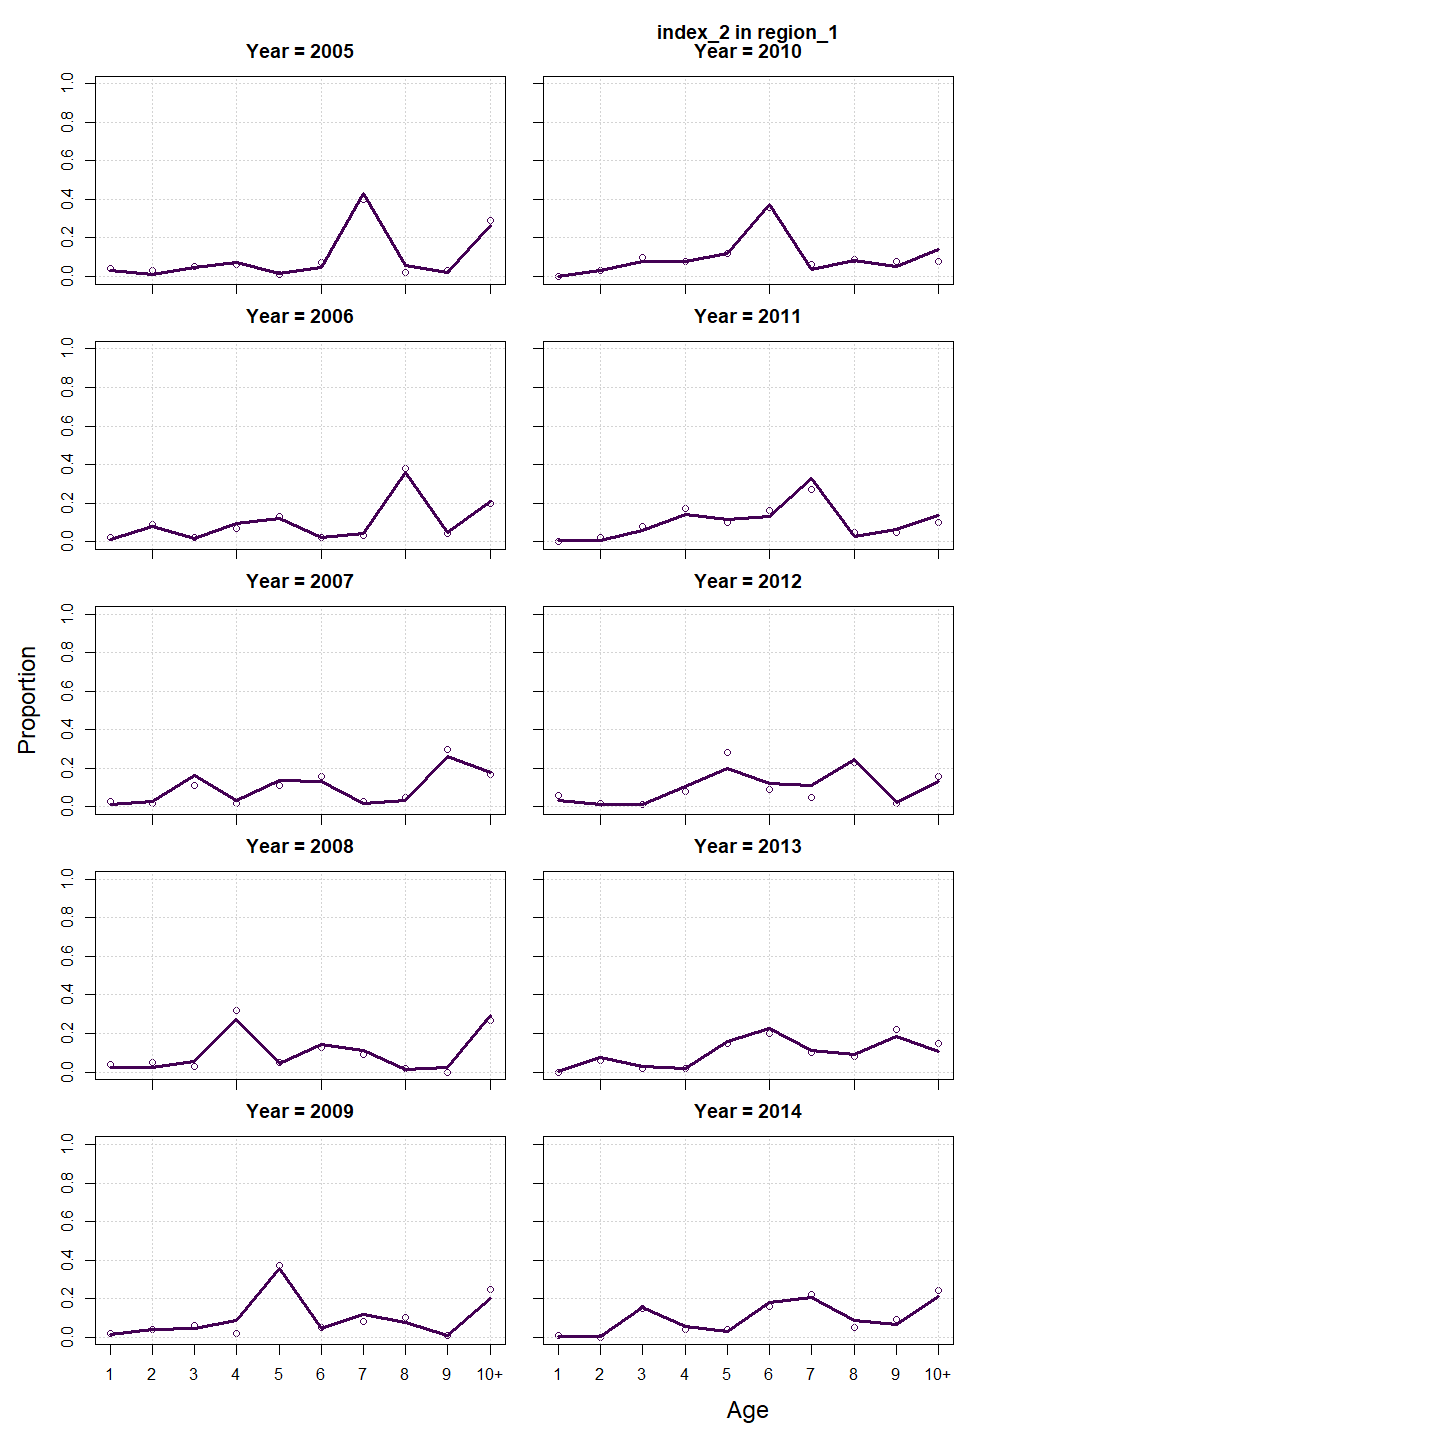 index_2 in region_1
Year = 2005
Year = 2010
0.0 0.2 0.4 0.6 0.8 1.0
Year = 2006
Year = 2011
0.0 0.2 0.4 0.6 0.8 1.0
Year = 2007
Year = 2012
0.0 0.2 0.4 0.6 0.8 1.0
Proportion
Year = 2008
Year = 2013
0.0 0.2 0.4 0.6 0.8 1.0
Year = 2009
Year = 2014
0.0 0.2 0.4 0.6 0.8 1.0
1 2 3 4 5 6 7 8 9 10+
1 2 3 4 5 6 7 8 9 10+
Age